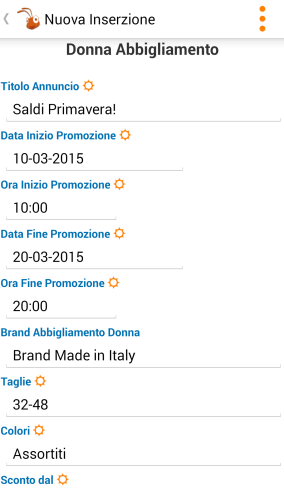 Nuova Inserzione
Donna Abbigliamento
Titolo Annuncio
Saldi Primavera!
Data Inizio Promozione
10-03-2015
Ora Inizio Promozione
10:00
Data Fine Promozione
20-03-2015
Ora Fine Promozione
20:00
Brand Abbigliamento Donna
Brand Made in Italy
Taglie
32-48
Colori
Assortiti
Sconto dal